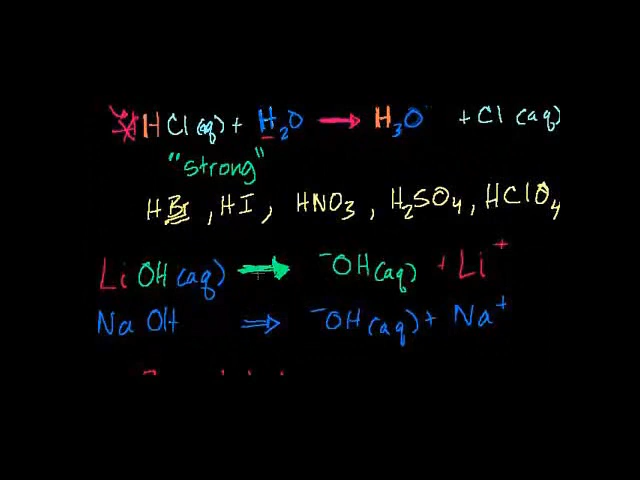 HCl(aq) + H₂O → H₃O + Cl (aq)
"strong"
HBr, HI, HNO₃, H₂SO₄, HClO₄
LiOH(aq) → ⁻OH(aq) + Li⁺
NaOH ⇒ ⁻OH(aq) + Na⁺